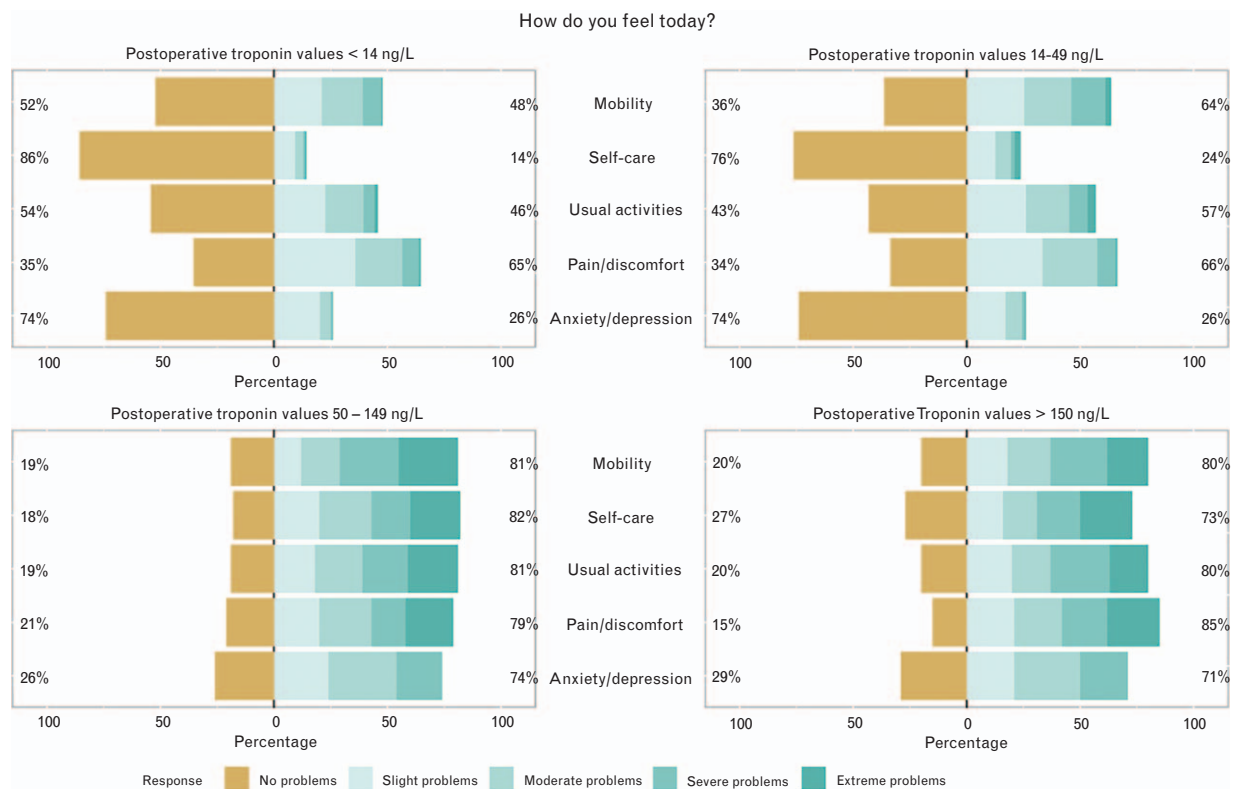 How do you feel today?
Postoperative troponin values < 14 ng/L
Postoperative troponin values 14-49 ng/L
52% 48% Mobility 36% 64%
86% 14% Self-care 76% 24%
54% 46% Usual activities 43% 57%
35% 65% Pain/discomfort 34% 66%
74% 26% Anxiety/depression 74% 26%
100 50 0 50 100 100 50 0 50 100
Percentage Percentage
Postoperative troponin values 50 – 149 ng/L
Postoperative Troponin values > 150 ng/L
19% 81% Mobility 20% 80%
18% 82% Self-care 27% 73%
19% 81% Usual activities 20% 80%
21% 79% Pain/discomfort 15% 85%
26% 74% Anxiety/depression 29% 71%
100 50 0 50 100 100 50 0 50 100
Percentage Percentage
Response No problems Slight problems Moderate problems Severe problems Extreme problems